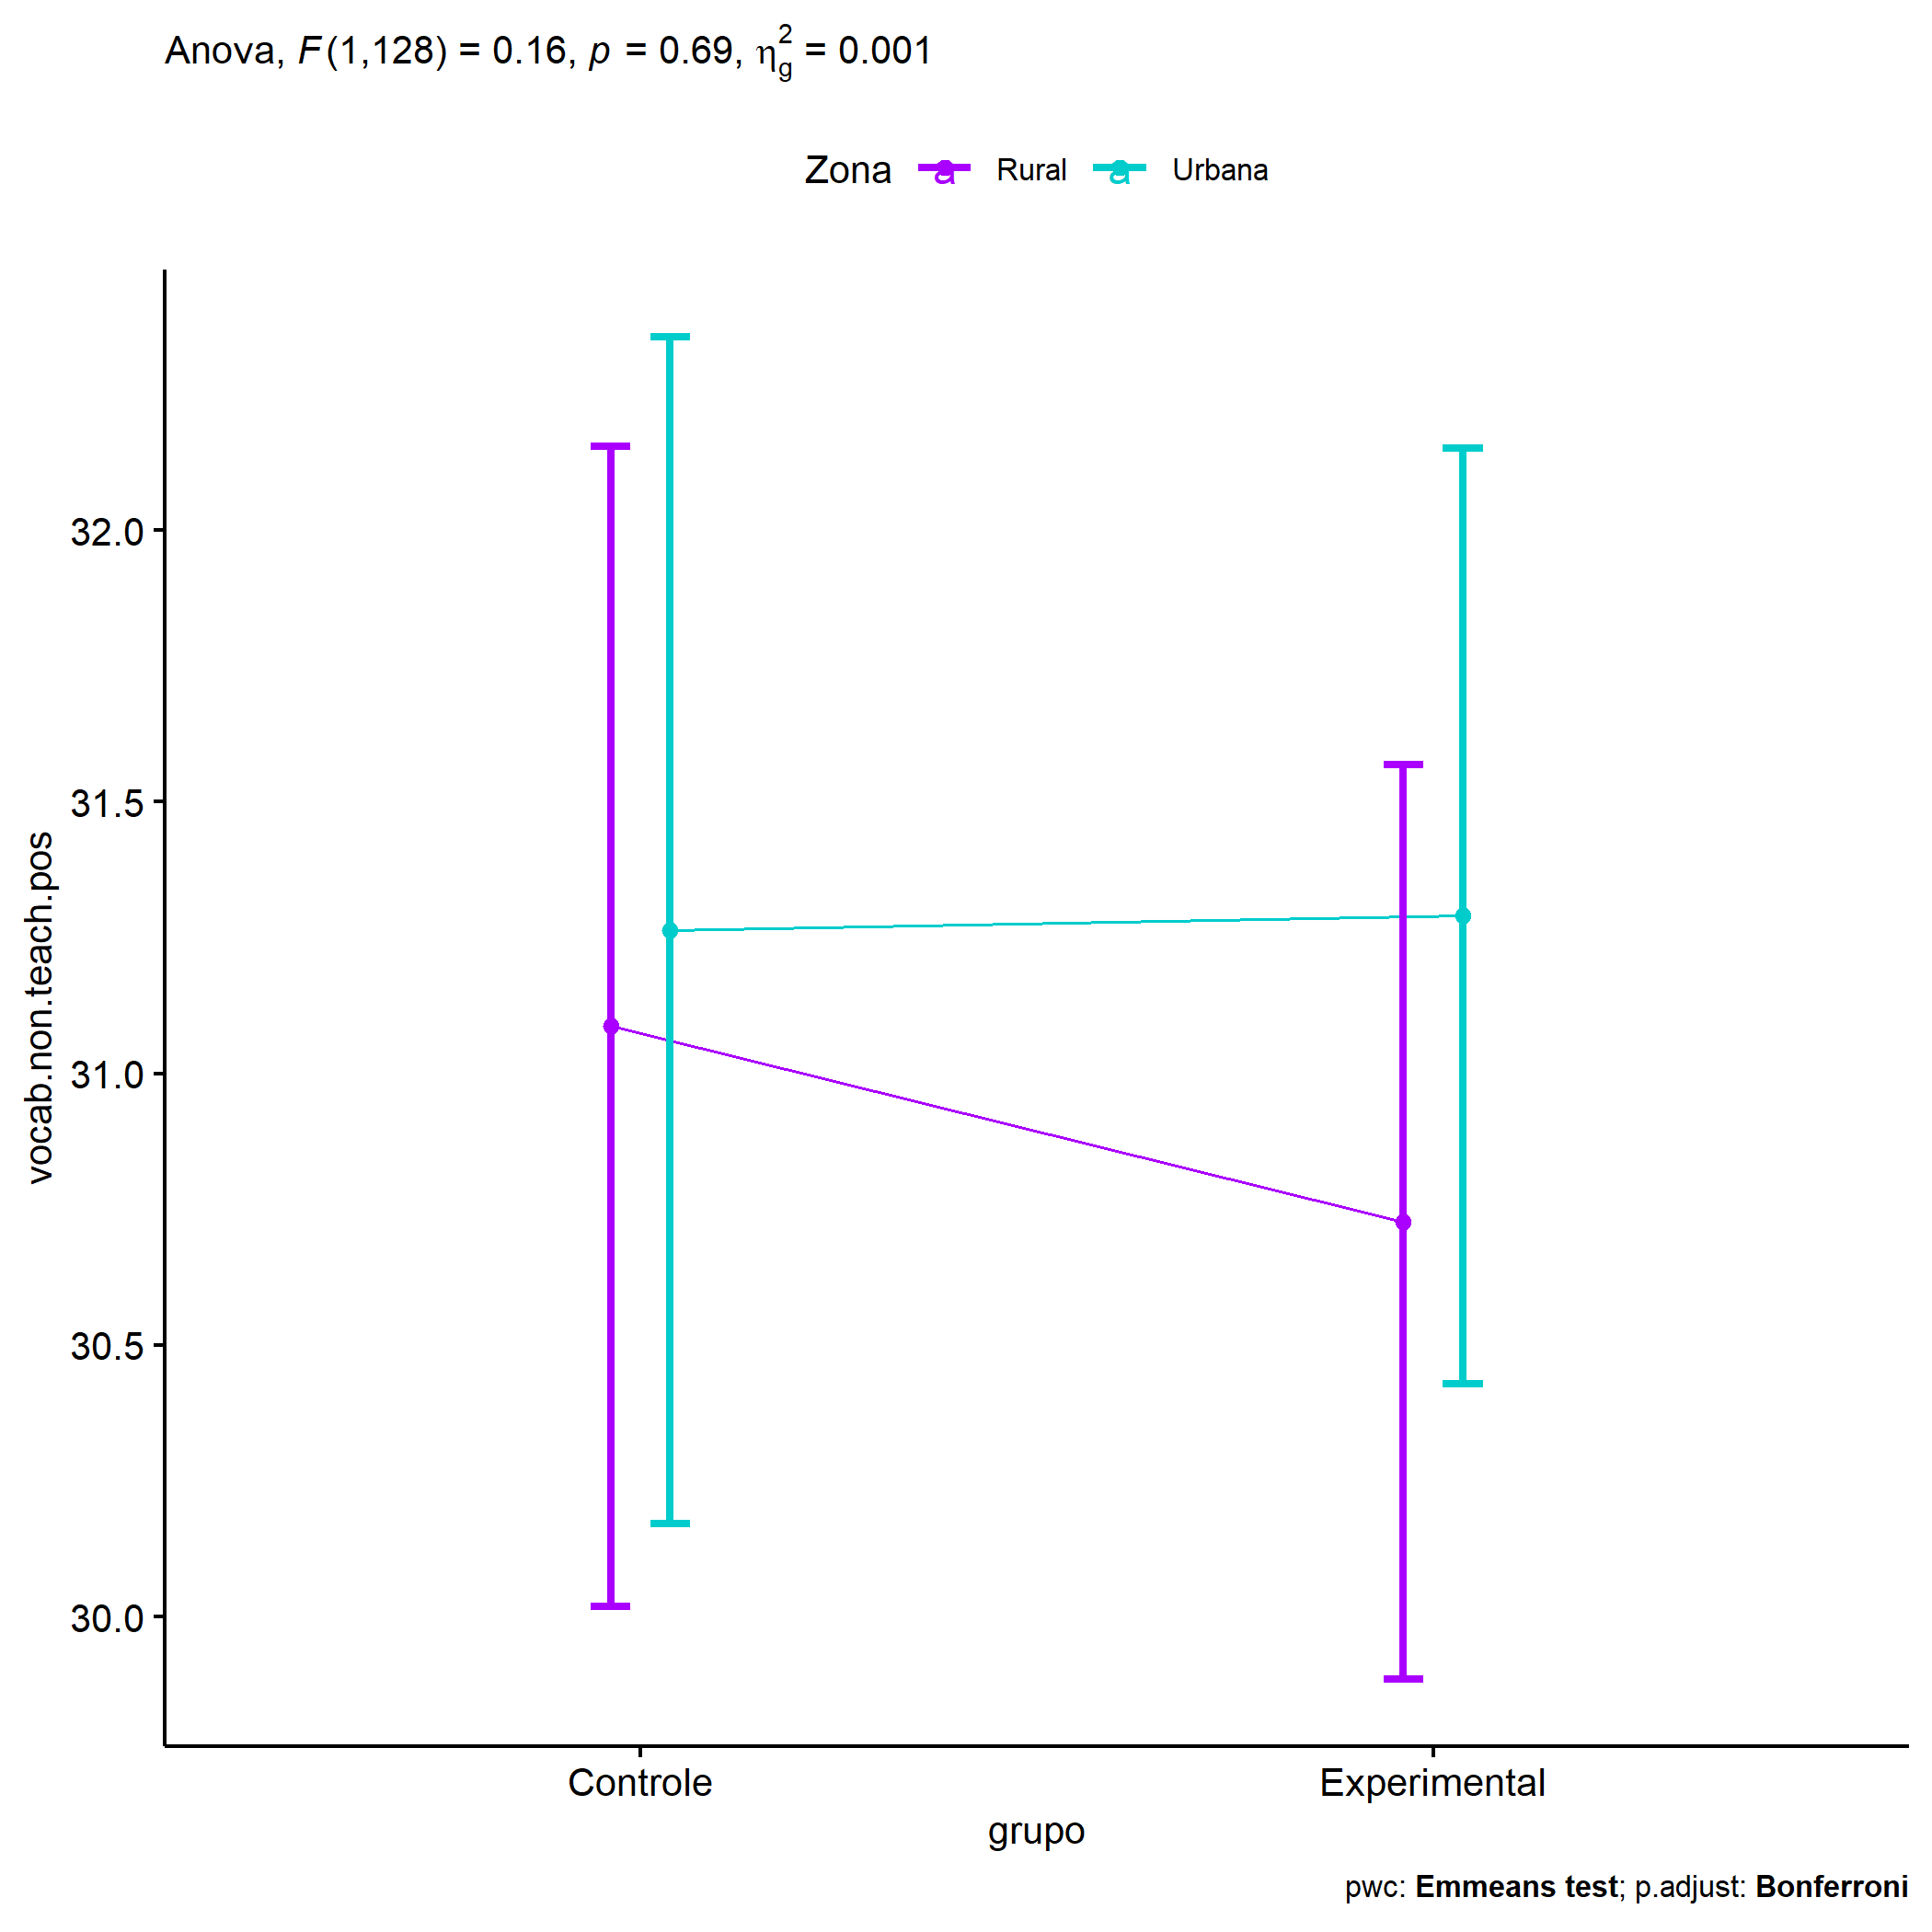 Anova, F(1,128) = 0.16, p = 0.69, η²g = 0.001
Zona a Rural a Urbana
vocab.non.teach.pos
32.0
31.5
31.0
30.5
30.0
Controle Experimental
grupo
pwc: Emmeans test; p.adjust: Bonferroni